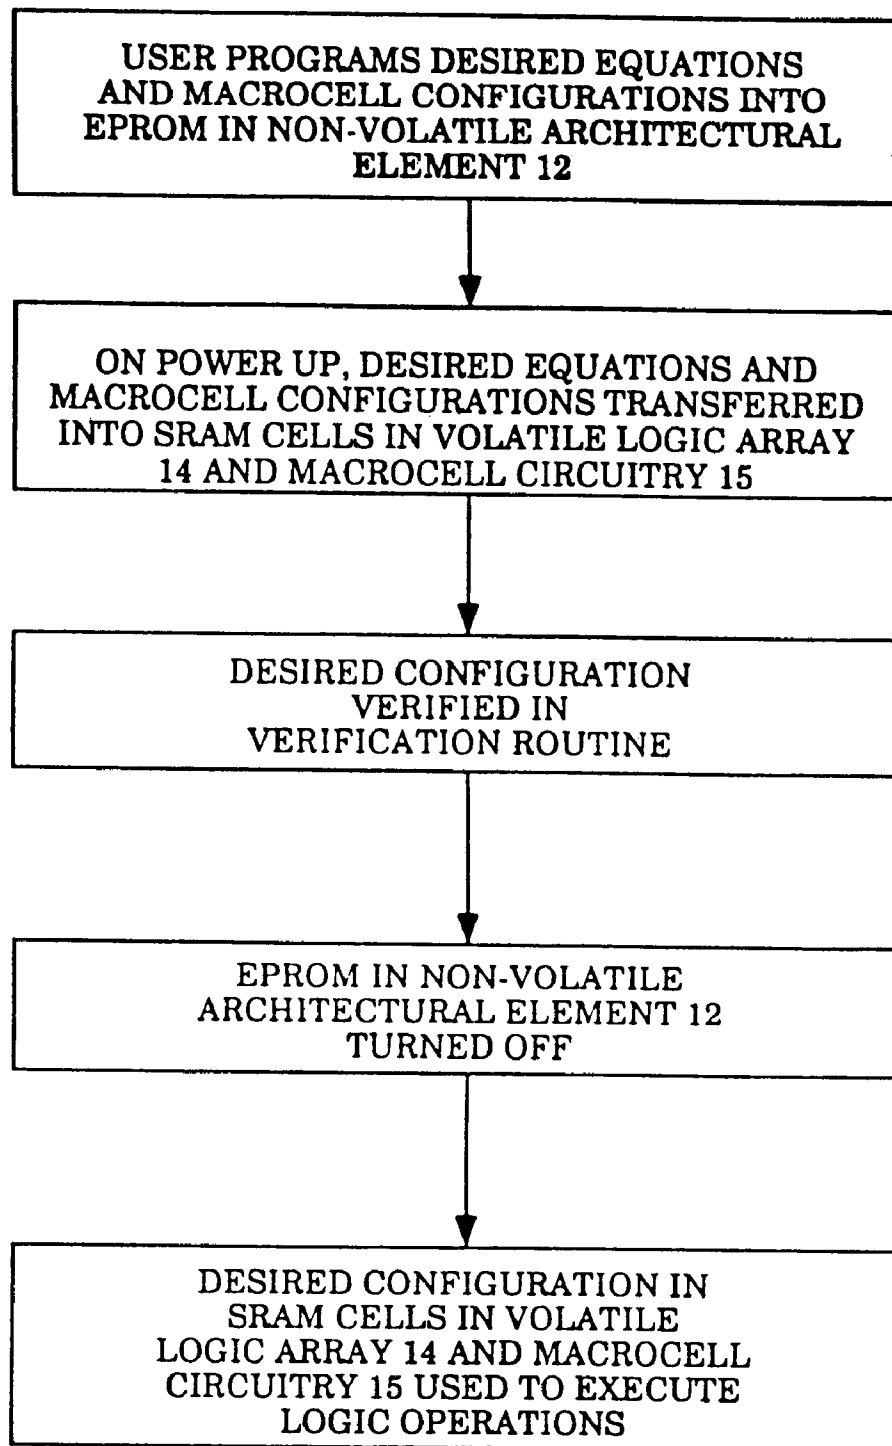 USER PROGRAMS DESIRED EQUATIONS
AND MACROCELL CONFIGURATIONS INTO
EPROM IN NON-VOLATILE ARCHITECTURAL
ELEMENT 12
ON POWER UP, DESIRED EQUATIONS AND
MACROCELL CONFIGURATIONS TRANSFERRED
INTO SRAM CELLS IN VOLATILE LOGIC ARRAY
14 AND MACROCELL CIRCUITRY 15
DESIRED CONFIGURATION
VERIFIED IN
VERIFICATION ROUTINE
EPROM IN NON-VOLATILE
ARCHITECTURAL ELEMENT 12
TURNED OFF
DESIRED CONFIGURATION IN
SRAM CELLS IN VOLATILE
LOGIC ARRAY 14 AND MACROCELL
CIRCUITRY 15 USED TO EXECUTE
LOGIC OPERATIONS